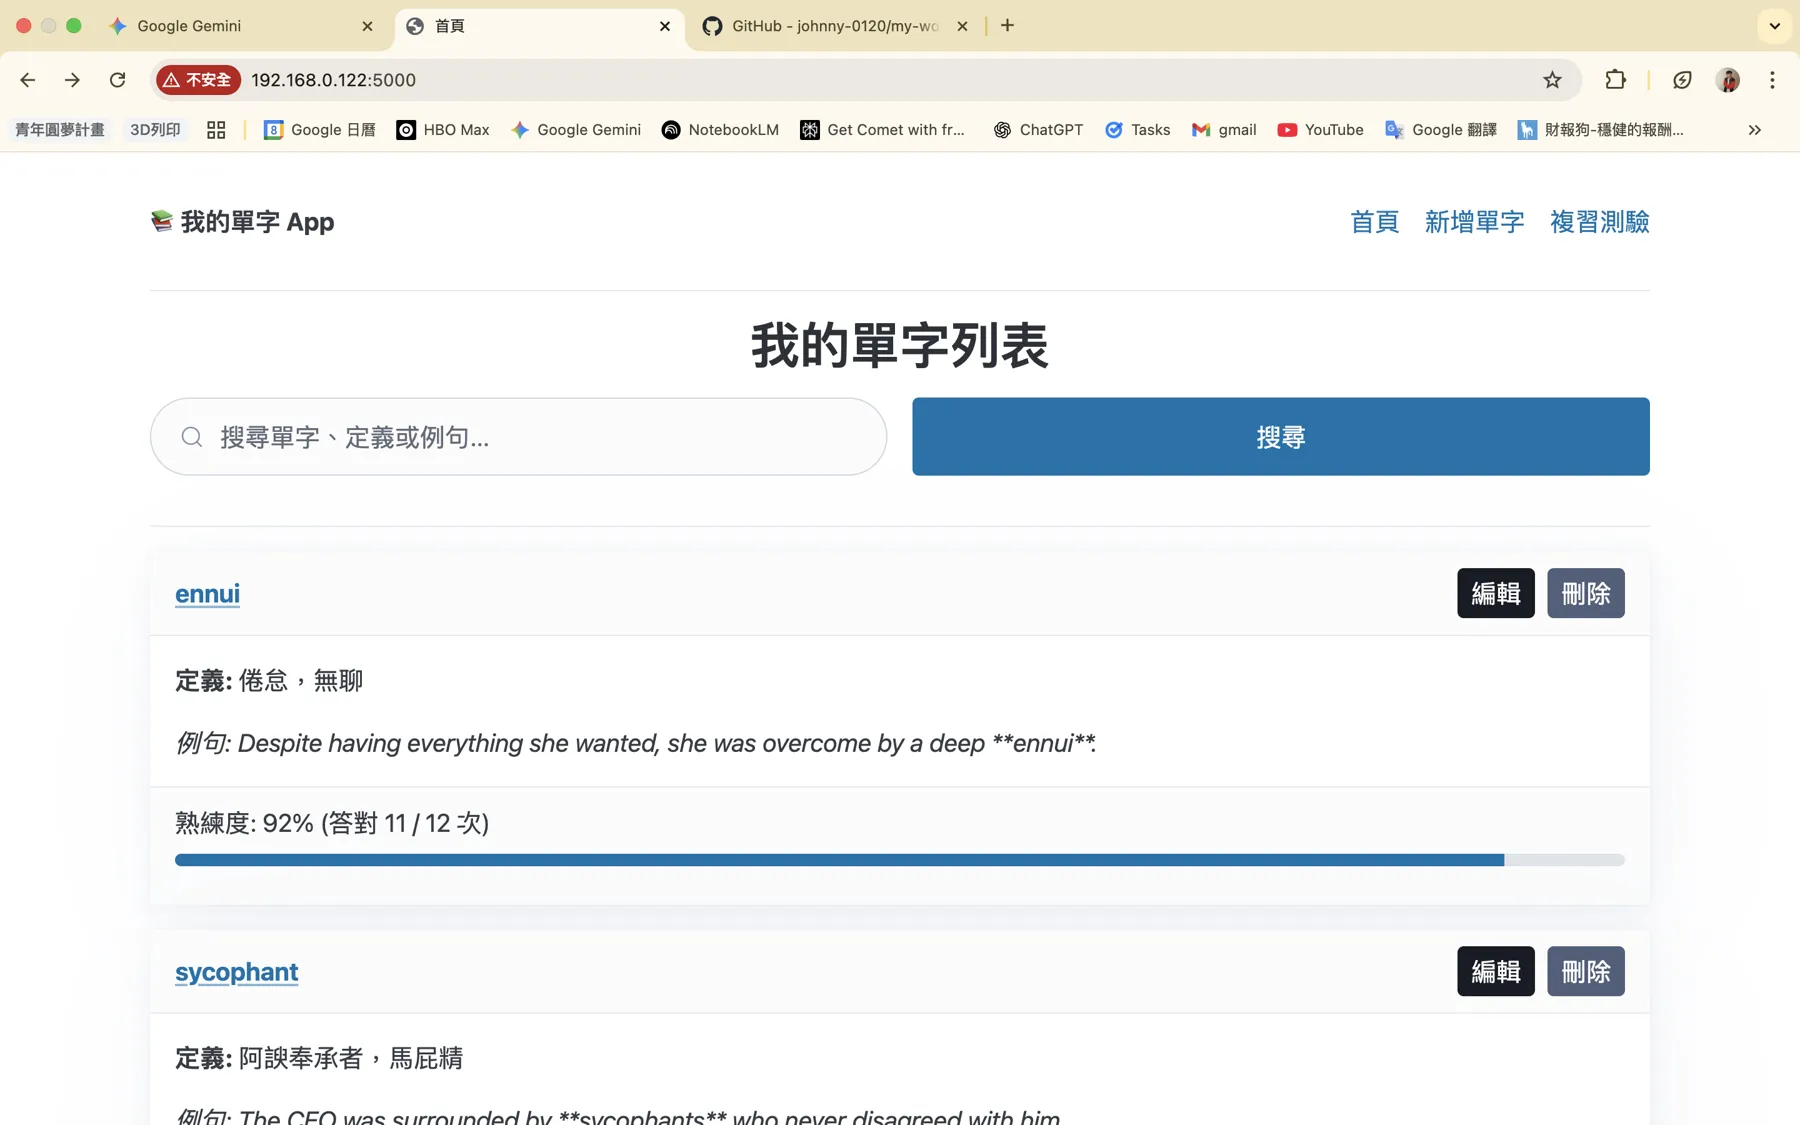 Google Gemini
首頁
GitHub - johnny-0120/my-wo
不安全
192.168.0.122:5000
青年圓夢計畫
3D列印
8
Google 日曆
HBO Max
Google Gemini
NotebookLM
Get Comet with fr...
ChatGPT
Tasks
gmail
YouTube
Google 翻譯
財報狗-穩健的報酬...
我的單字 App
首頁
新增單字
複習測驗
我的單字列表
搜尋單字、定義或例句...
搜尋
ennui
編輯
刪除
定義: 倦怠，無聊
例句: Despite having everything she wanted, she was overcome by a deep **ennui**.
熟練度: 92% (答對 11 / 12 次)
sycophant
編輯
刪除
定義: 阿諛奉承者，馬屁精
例句: The CEO was surrounded by **sycophants** who never disagreed with him.